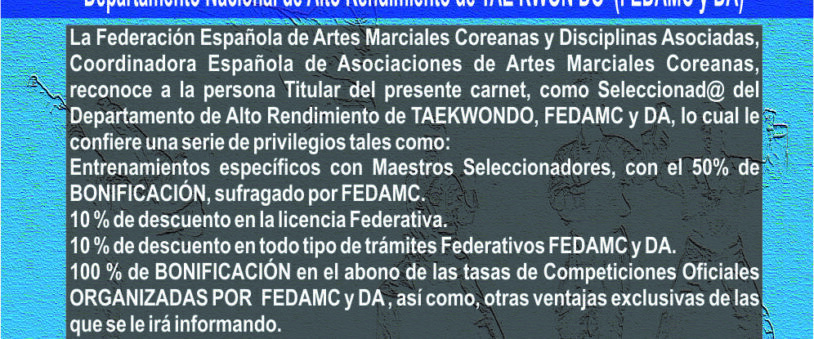 Departamento Nacional de Alto Rendimiento de TAE KWON DO (FEDAMC y DA)
La Federación Española de Artes Marciales Coreanas y Disciplinas Asociadas,
Coordinadora Española de Asociaciones de Artes Marciales Coreanas,
reconoce a la persona Titular del presente carnet, como Seleccionad@ del
Departamento de Alto Rendimiento de TAEKWONDO, FEDAMC y DA, lo cual le
confiere una serie de privilegios tales como:
Entrenamientos específicos con Maestros Seleccionadores, con el 50% de
BONIFICACIÓN, sufragado por FEDAMC.
10 % de descuento en la licencia Federativa.
10 % de descuento en todo tipo de trámites Federativos FEDAMC y DA.
100 % de BONIFICACIÓN en el abono de las tasas de Competiciones Oficiales
ORGANIZADAS POR FEDAMC y DA , así como, otras ventajas exclusivas de las
que se le irá informando.